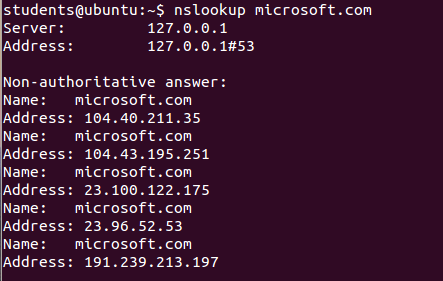 students@ubuntu:~$ nslookup microsoft.com
Server:         127.0.0.1
Address:        127.0.0.1#53

Non-authoritative answer:
Name:   microsoft.com
Address: 104.40.211.35
Name:   microsoft.com
Address: 104.43.195.251
Name:   microsoft.com
Address: 23.100.122.175
Name:   microsoft.com
Address: 23.96.52.53
Name:   microsoft.com
Address: 191.239.213.197